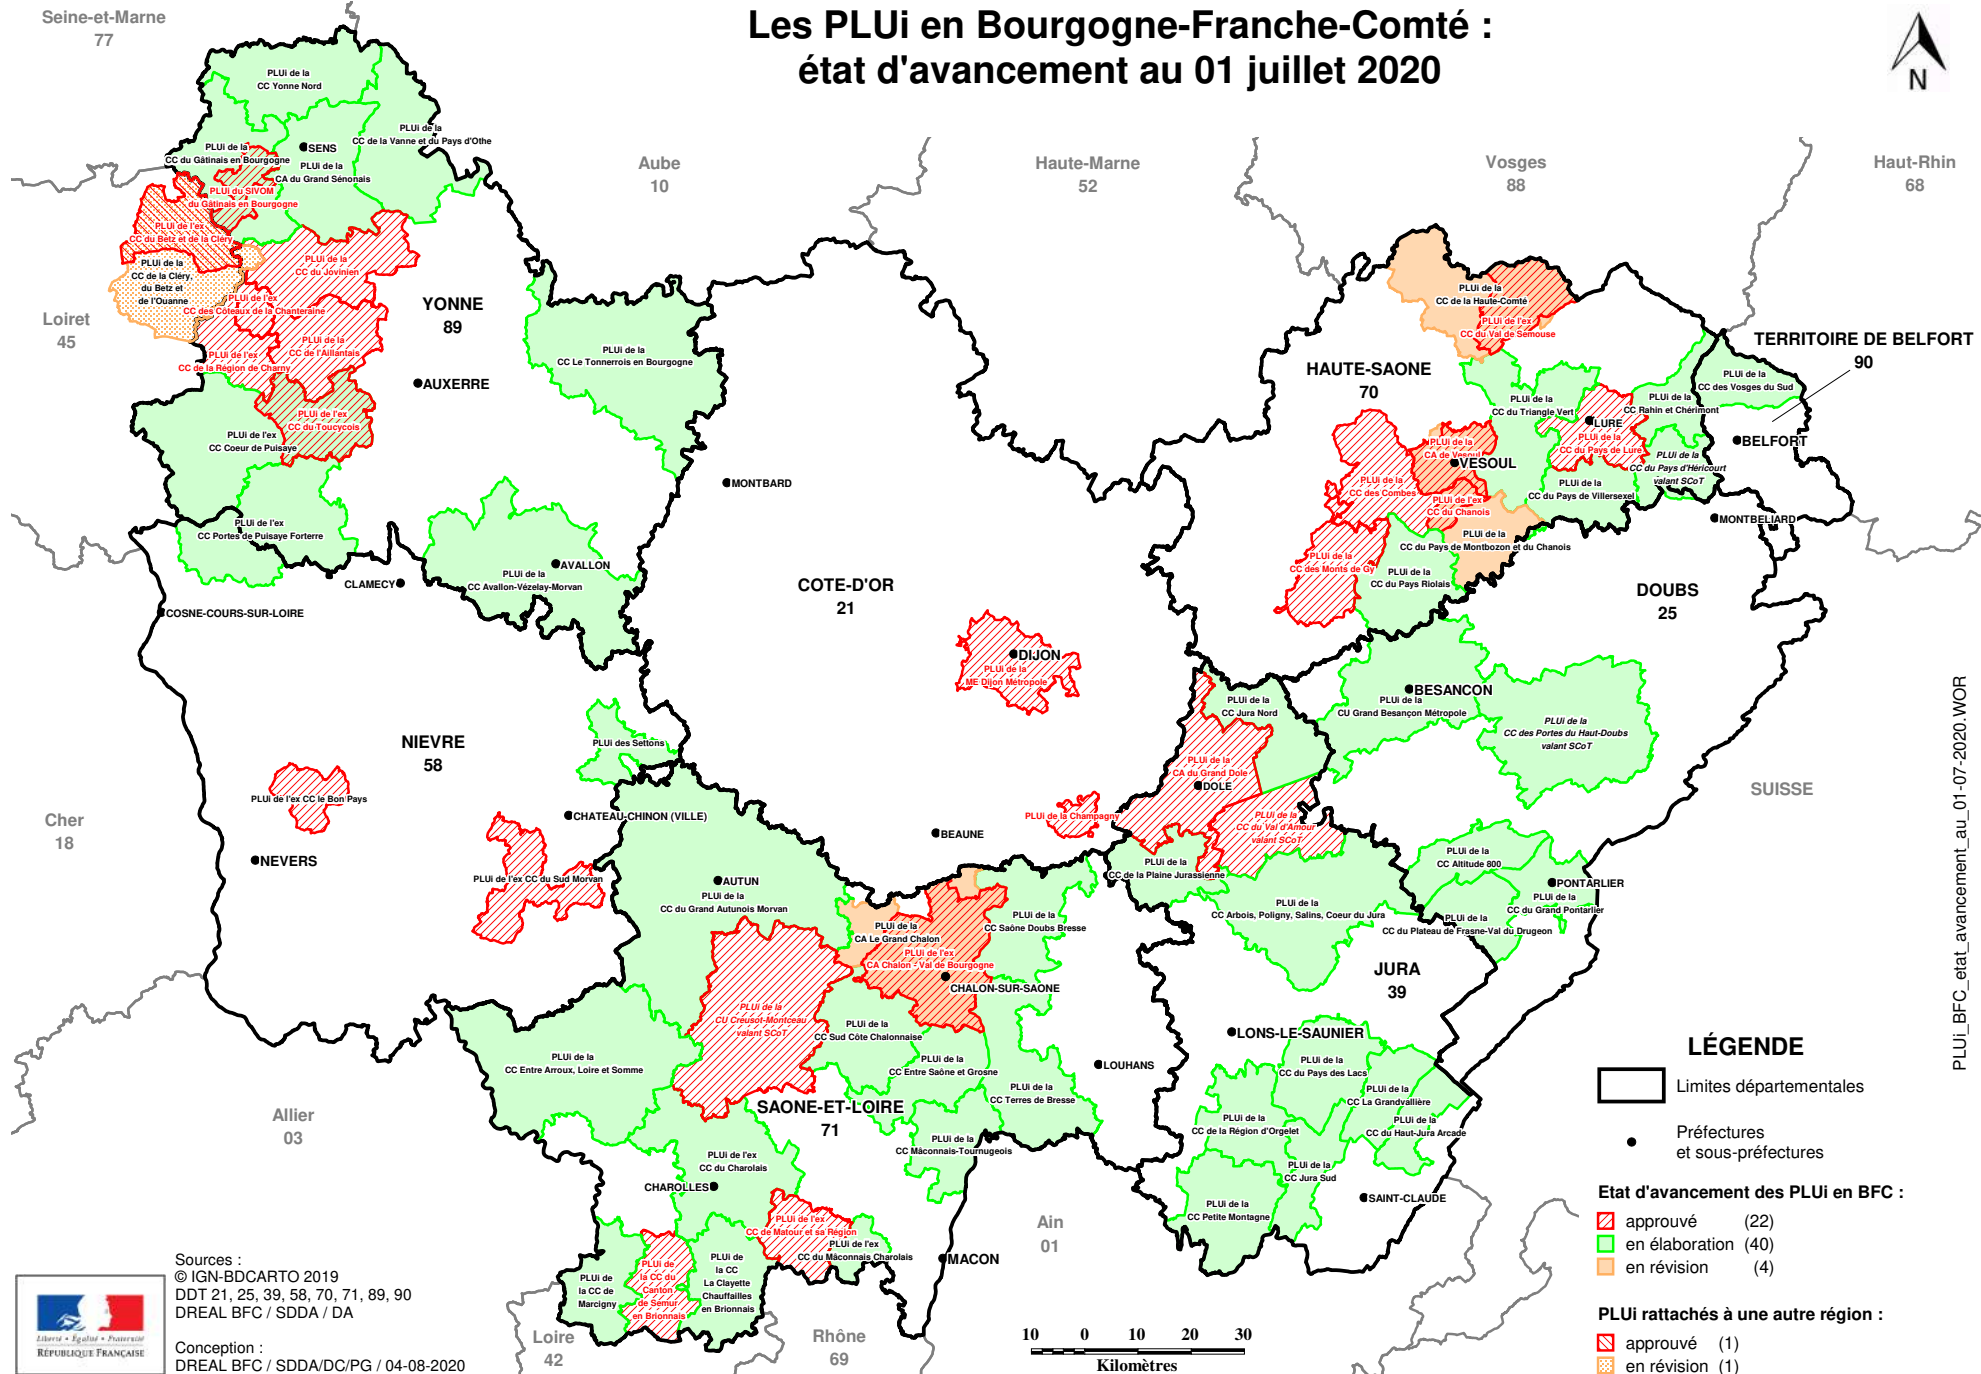 Les PLUi en Bourgogne-Franche-Comté :
état d'avancement au 01 juillet 2020
N
Seine-et-Marne
77
Aube
10
Haute-Marne
52
Vosges
88
Haut-Rhin
68
Loiret
45
Cher
18
Allier
03
Loire
42
Rhône
69
Ain
01
SUISSE
YONNE
89
PLUi de la
CC Yonne Nord
PLUi de la
CC de la Vanne et du Pays d'Othe
PLUi de la
CC du Gâtinais en Bourgogne
SENS
PLUi de la
CA du Grand Sénonais
PLUi du SIVOM
du Gâtinais en Bourgogne
PLUi de l'ex
CC du Betz et de la Cléry
PLUi de la
CC de la Cléry,
du Betz et
de l'Ouanne
PLUi de la
CC du Jovinien
PLUi de l'ex
CC des Côteaux de la Chanteraine
PLUi de la
CC de l'Aillantais
PLUi de l'ex
CC de la Région de Charny
PLUi de l'ex
CC du Toucycois
PLUi de l'ex
CC Coeur de Puisaye
PLUi de l'ex
CC Portes de Puisaye Forterre
AUXERRE
PLUi de la
CC Le Tonnerrois en Bourgogne
AVALLON
PLUi de la
CC Avallon-Vézelay-Morvan
NIEVRE
58
CLAMECY
COSNE-COURS-SUR-LOIRE
PLUi des Settons
PLUi de l'ex CC le Bon Pays
NEVERS
CHATEAU-CHINON (VILLE)
PLUi de l'ex CC du Sud Morvan
COTE-D'OR
21
MONTBARD
DIJON
PLUi de la
ME Dijon Métropole
BEAUNE
PLUi de la Champagne
HAUTE-SAONE
70
PLUi de la
CC de la Haute-Comté
PLUi de l'ex
CC du Val de Semouse
PLUi de la
CC du Triangle Vert
LURE
PLUi de la
CC du Pays de Lure
PLUi de la
CC Rahin et Chérimont
PLUi de la
CC du Pays d'Héricourt
valant SCoT
PLUi de la
CC du Pays de Villersexel
PLUi de la
CA de Vesoul
VESOUL
PLUi de la
CC des Combes
PLUi de l'ex
CC du Chanois
PLUi de la
CC du Pays de Montbozon et du Chanois
PLUi de la
CC des Monts de Gy
PLUi de la
CC du Pays Riolais
TERRITOIRE DE BELFORT
90
PLUi de la
CC des Vosges du Sud
BELFORT
DOUBS
25
MONTBELIARD
BESANCON
PLUi de la
CU Grand Besançon Métropole
PLUi de la
CC des Portes du Haut-Doubs
valant SCoT
PLUi de la
CC Altitude 800
PONTARLIER
PLUi de la
CC du Grand Pontarlier
PLUi de la
CC du Plateau de Frasne-Val du Drugeon
JURA
39
PLUi de la
CC Jura Nord
PLUi de la
CA du Grand Dole
DOLE
PLUi de la
CC du Val d'Amour
valant SCoT
PLUi de la
CC de la Plaine Jurassienne
PLUi de la
CC Arbois, Poligny, Salins, Coeur du Jura
LONS-LE-SAUNIER
PLUi de la
CC du Pays des Lacs
PLUi de la
CC La Grandvallière
PLUi de la
CC de la Région d'Orgelet
PLUi de la
CC du Haut-Jura Arcade
PLUi de la
CC Jura Sud
PLUi de la
CC Petite Montagne
SAINT-CLAUDE
SAONE-ET-LOIRE
71
AUTUN
PLUi de la
CC du Grand Autunois Morvan
PLUi de la
CA Le Grand Chalon
PLUi de l'ex
CA Chalon - Val de Bourgogne
CHALON-SUR-SAONE
PLUi de la
CC Saône Doubs Bresse
PLUi de la
CU Creusot-Montceau
valant SCoT
PLUi de la
CC Sud Côte Chalonnaise
PLUi de la
CC Entre Saône et Grosne
PLUi de la
CC Terres de Bresse
LOUHANS
PLUi de la
CC Entre Arroux, Loire et Somme
PLUi de la
CC Mâconnais-Tournugeois
PLUi de l'ex
CC du Charolais
CHAROLLES
PLUi de l'ex
CC de Matour et sa Région
PLUi de l'ex
CC du Mâconnais Charolais
MACON
PLUi de
la CC de
Marcigny
PLUi de
la CC du
Canton
de Semur
en Brionnais
PLUi de
la CC
La Clayette
Chauffailles
en Brionnais
PLUi_BFC_etat_avancement_au_01-07-2020.WOR
LÉGENDE
Limites départementales
Préfectures
et sous-préfectures
Etat d'avancement des PLUi en BFC :
approuvé (22)
en élaboration (40)
en révision (4)
PLUi rattachés à une autre région :
approuvé (1)
en révision (1)
10 0 10 20 30
Kilomètres
Sources :
© IGN-BDCARTO 2019
DDT 21, 25, 39, 58, 70, 71, 89, 90
DREAL BFC / SDDA / DA
Conception :
DREAL BFC / SDDA/DC/PG / 04-08-2020
Liberté • Égalité • Fraternité
RÉPUBLIQUE FRANÇAISE